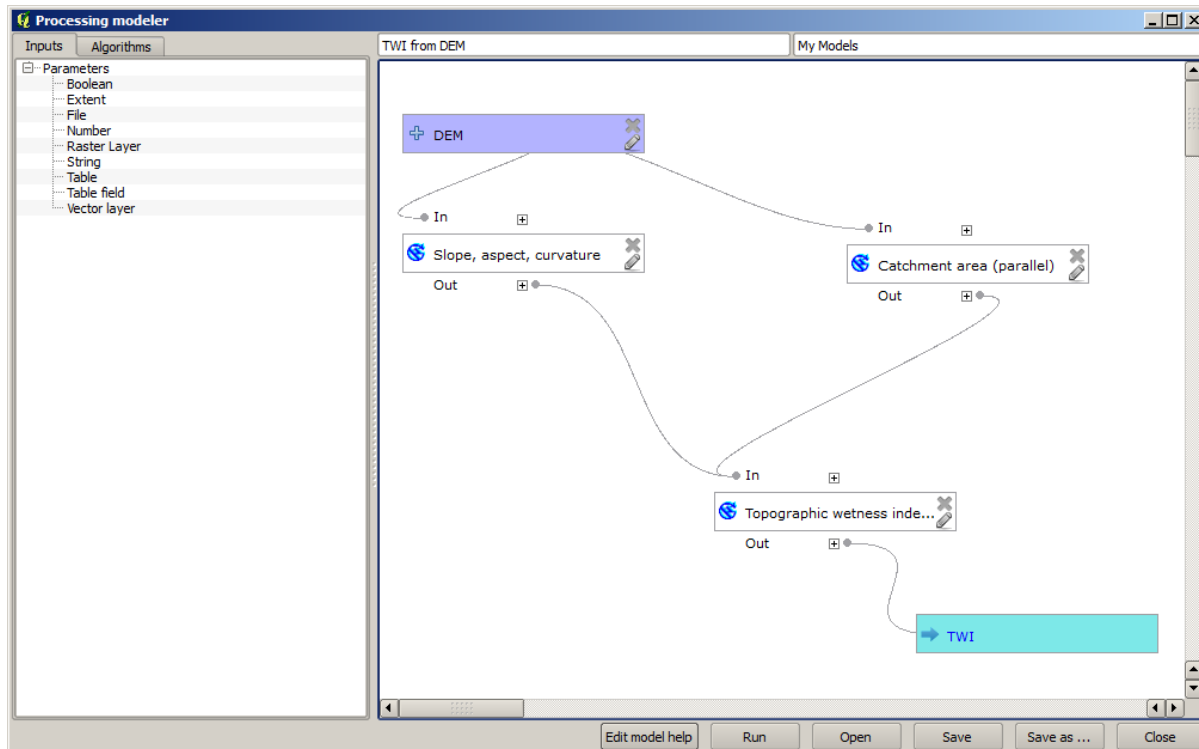 Processing modeler
Inputs
Algorithms
TWI from DEM
My Models
Parameters
Boolean
Extent
File
Number
Raster Layer
String
Table
Table field
Vector layer
DEM
In
Slope, aspect, curvature
Out
In
Catchment area (parallel)
Out
In
Topographic wetness inde...
Out
TWI
Edit model help
Run
Open
Save
Save as ...
Close